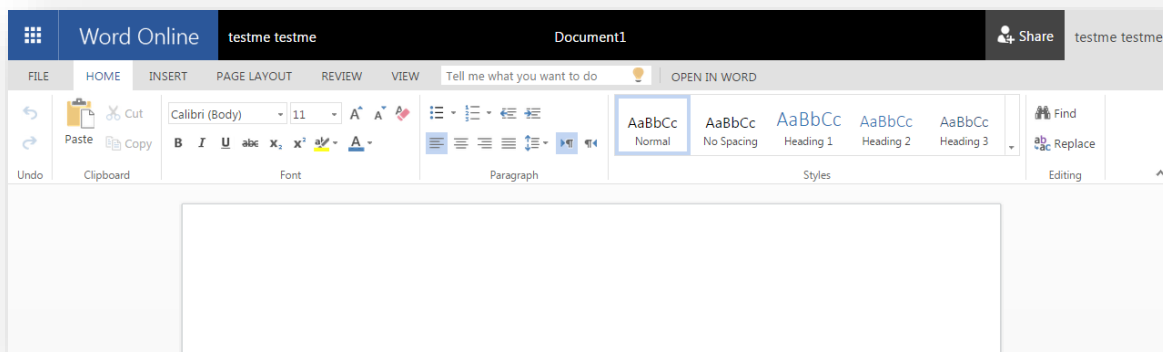 Word Online testme testme Document1 Share testme testme
FILE HOME INSERT PAGE LAYOUT REVIEW VIEW Tell me what you want to do OPEN IN WORD
Cut Calibri (Body) 11 A A Find
Paste Copy B I U abc x₂ x² aby A Replace
AaBbCc AaBbCc AaBbCc AaBbCc AaBbCc
Normal No Spacing Heading 1 Heading 2 Heading 3
Undo Clipboard Font Paragraph Styles Editing